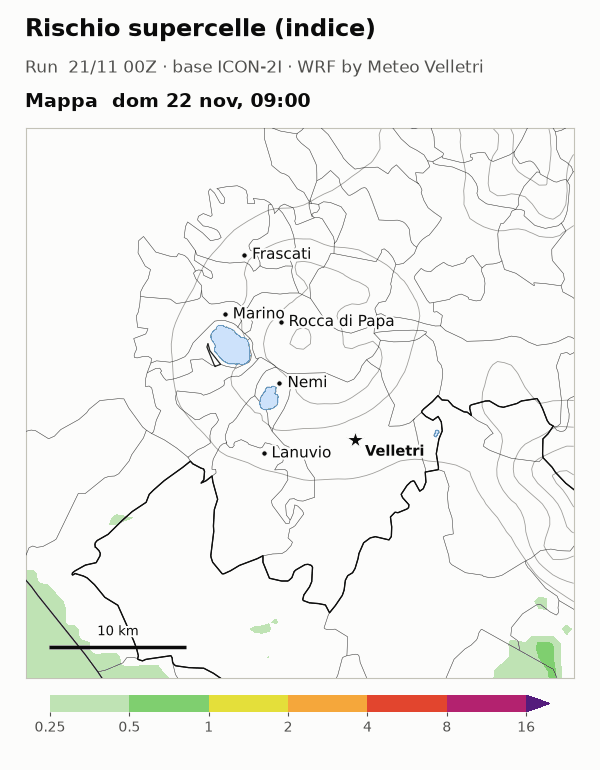 Rischio supercelle (indice)
Run  21/11 00Z · base ICON-2I · WRF by Meteo Velletri
Mappa  dom 22 nov, 09:00
Frascati
Marino
Rocca di Papa
Nemi
Velletri
Lanuvio
10 km
0.25 0.5 1 2 4 8 16